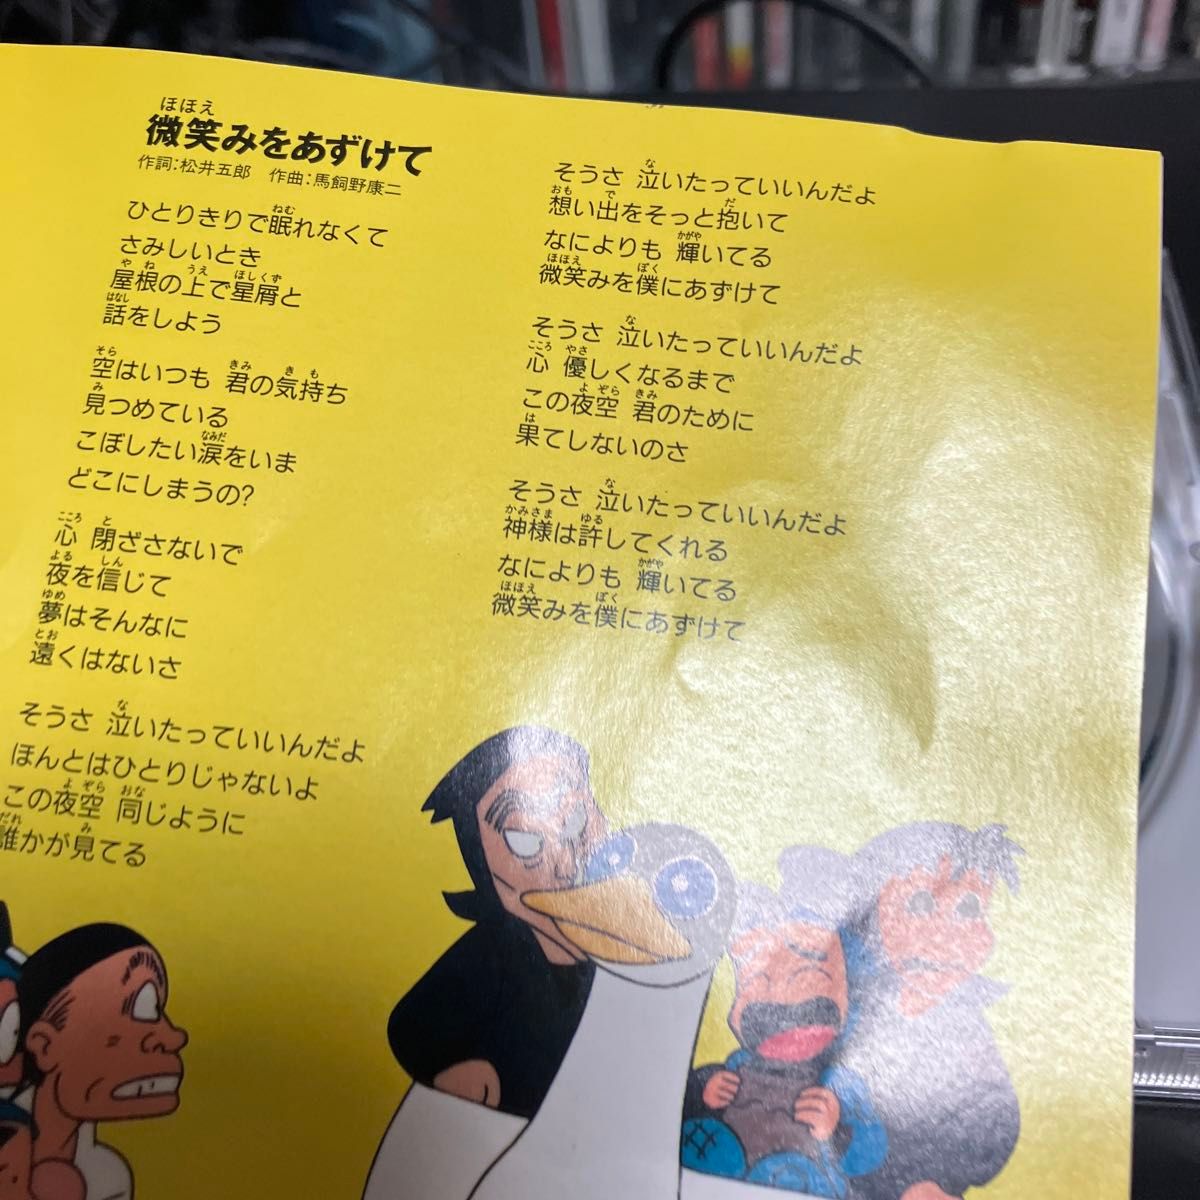 微笑みをあずけて
作詞:松井五郎 作曲:馬飼野康二
ひとりきりで眠れなくて
さみしいとき
屋根の上で星屑と
話をしよう
空はいつも 君の気持ち
見つめている
こぼしたい涙をいま
どこにしまうの?
心 閉ざさないで
夜を信じて
夢はそんなに
遠くはないさ
そうさ 泣いたっていいんだよ
ほんとはひとりじゃないよ
この夜空 同じように
誰かが見てる
そうさ 泣いたっていいんだよ
想い出をそっと抱いて
なによりも 輝いてる
微笑みを僕にあずけて
そうさ 泣いたっていいんだよ
心 優しくなるまで
この夜空 君のために
果てしないのさ
そうさ 泣いたっていいんだよ
神様は許してくれる
なによりも 輝いてる
微笑みを僕にあずけて